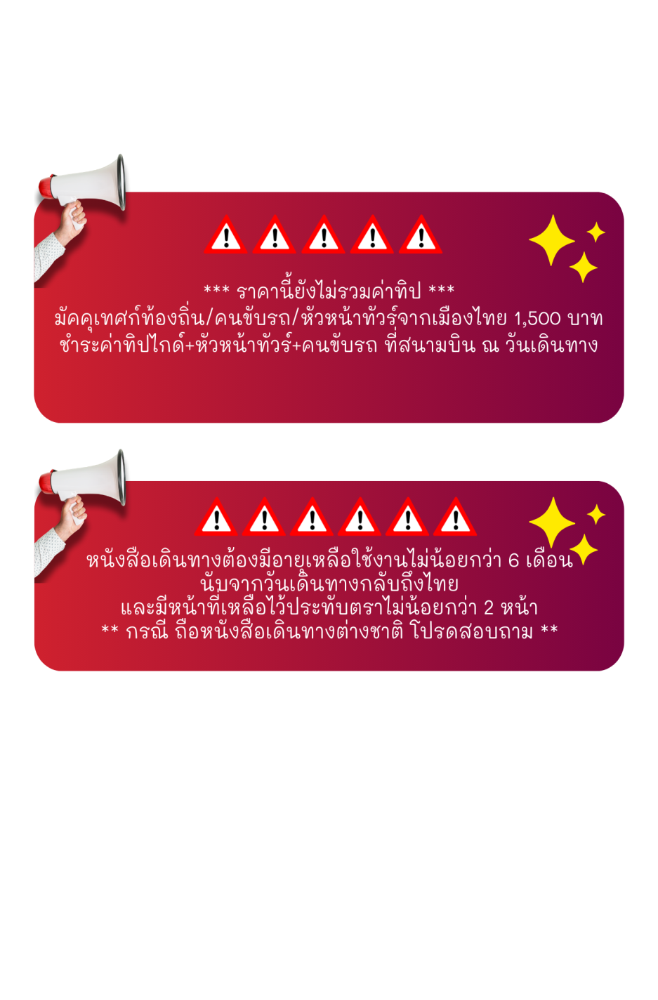 *** ราคานี้ยังไม่รวมค่าทิป ***
มัคคุเทศก์ท้องถิ่น/คนขับรถ/หัวหน้าทัวร์จากเมืองไทย 1,500 บาท
ชำระค่าทิปไกด์+หัวหน้าทัวร์+คนขับรถ ที่สนามบิน ณ วันเดินทาง
หนังสือเดินทางต้องมีอายุเหลือใช้งานไม่น้อยกว่า 6 เดือน
นับจากวันเดินทางกลับถึงไทย
และมีหน้าที่เหลือไว้ประทับตราไม่น้อยกว่า 2 หน้า
** กรณี ถือหนังสือเดินทางต่างชาติ โปรดสอบถาม **